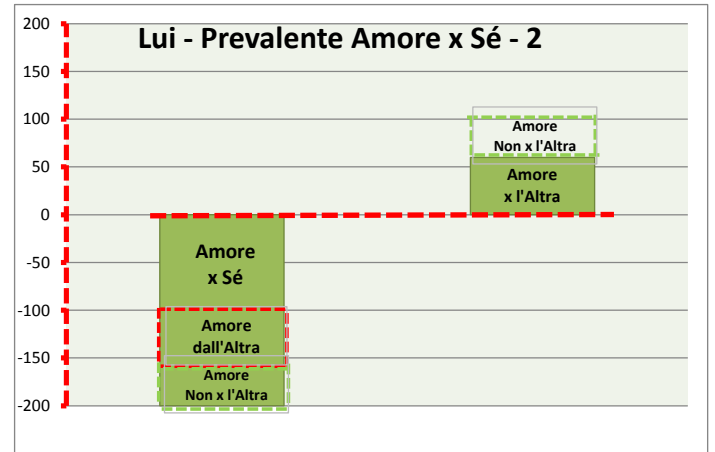 Lui - Prevalente Amore x Sé - 2
200
150
100
50
0
-50
-100
-150
-200
Amore
Non x l'Altra
Amore
x l'Altra
Amore
x Sé
Amore
dall'Altra
Amore
Non x l'Altra